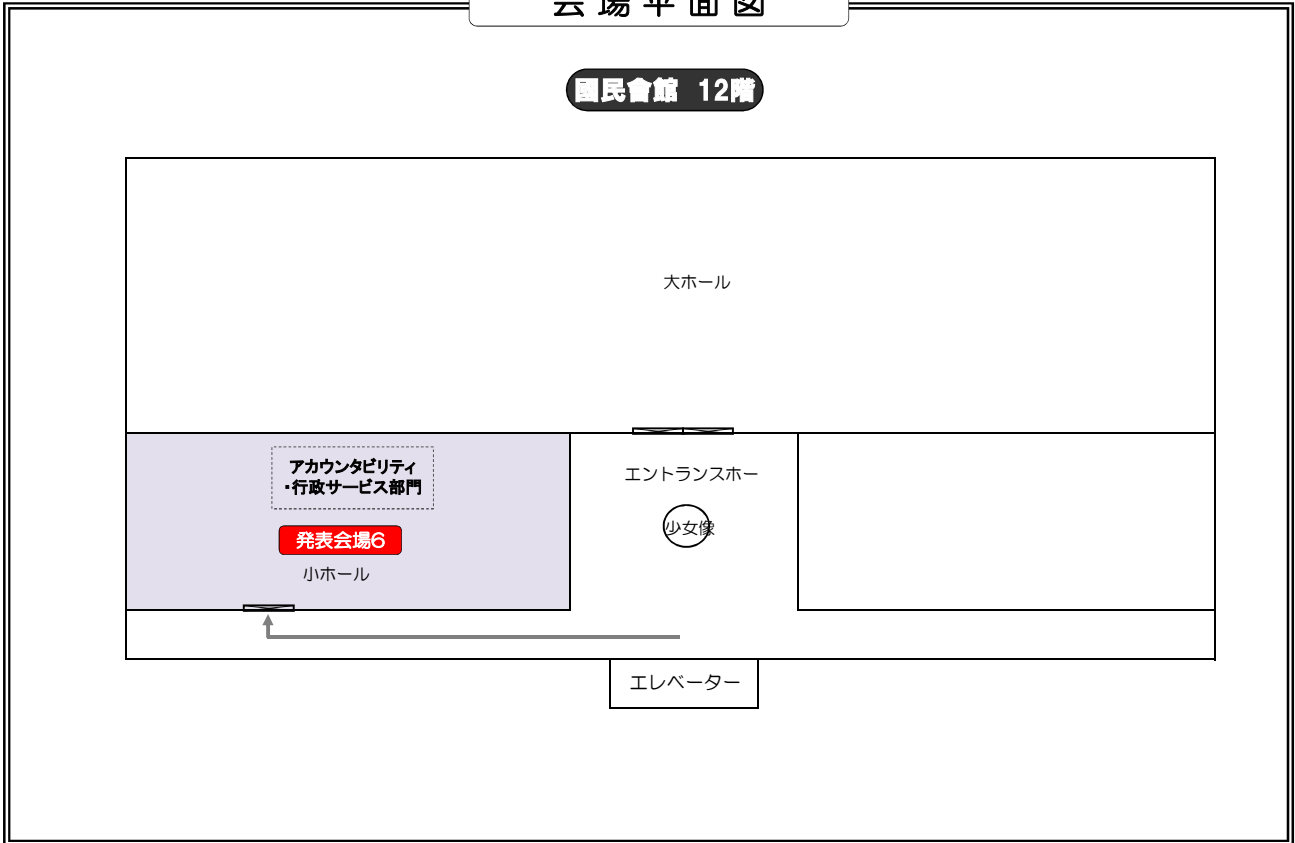 会場平面図
國民會館 12階
大ホール
アカウンタビリティ
・行政サービス部門
発表会場6
小ホール
エントランスホー
少女像
エレベーター